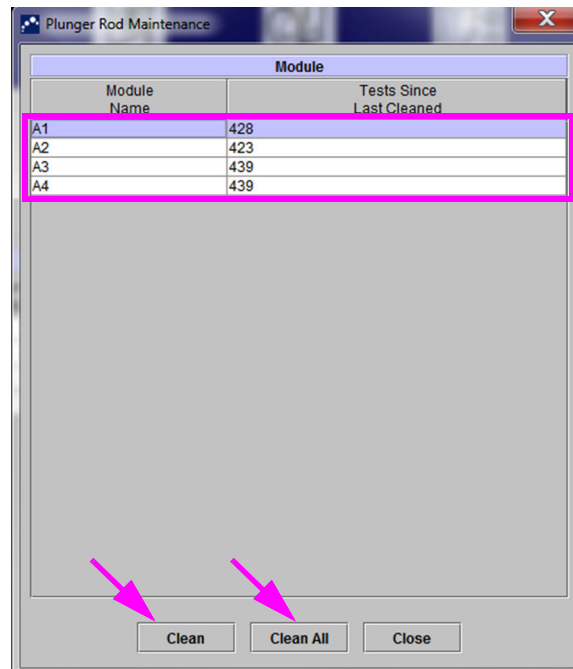 Plunger Rod Maintenance
Module
Module Name
Tests Since Last Cleaned
A1 428
A2 423
A3 439
A4 439
Clean Clean All Close